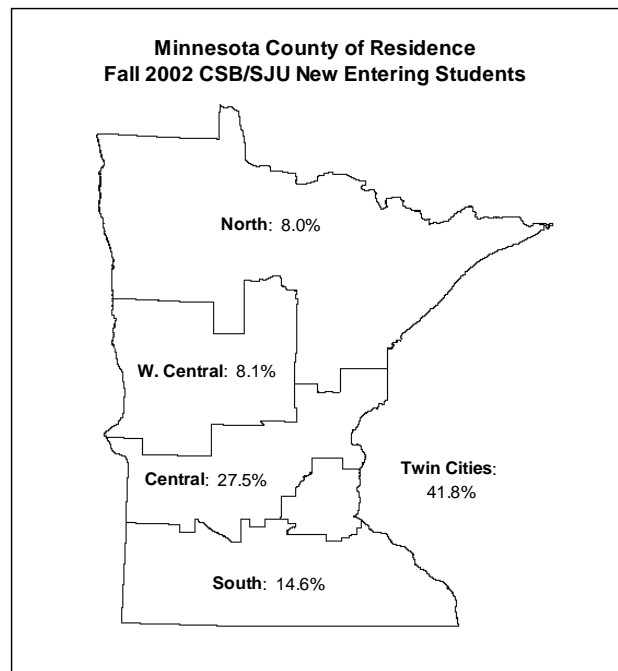 Minnesota County of Residence
Fall 2002 CSB/SJU New Entering Students
North: 8.0%
W. Central: 8.1%
Twin Cities:
41.8%
Central: 27.5%
South: 14.6%